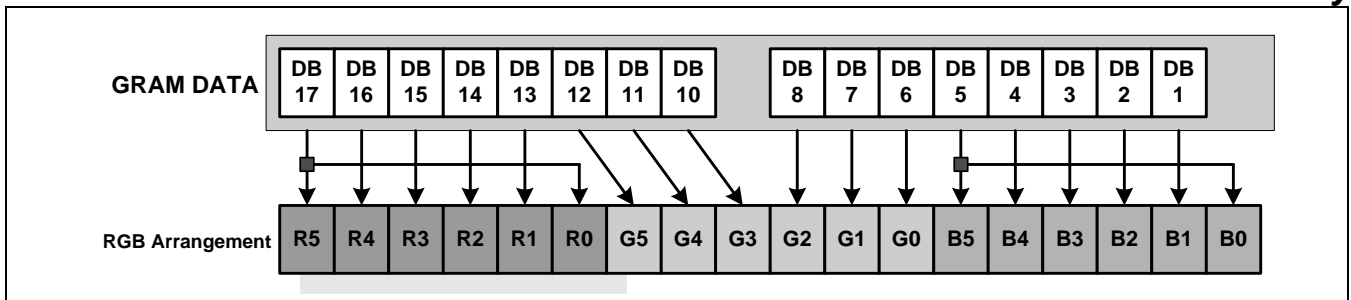 DB DB DB DB DB DB DB DB DB DB DB DB DB DB DB DB
GRAM DATA 17 16 15 14 13 12 11 10 8 7 6 5 4 3 2 1
RGB Arrangement R5 R4 R3 R2 R1 R0 G5 G4 G3 G2 G1 G0 B5 B4 B3 B2 B1 B0